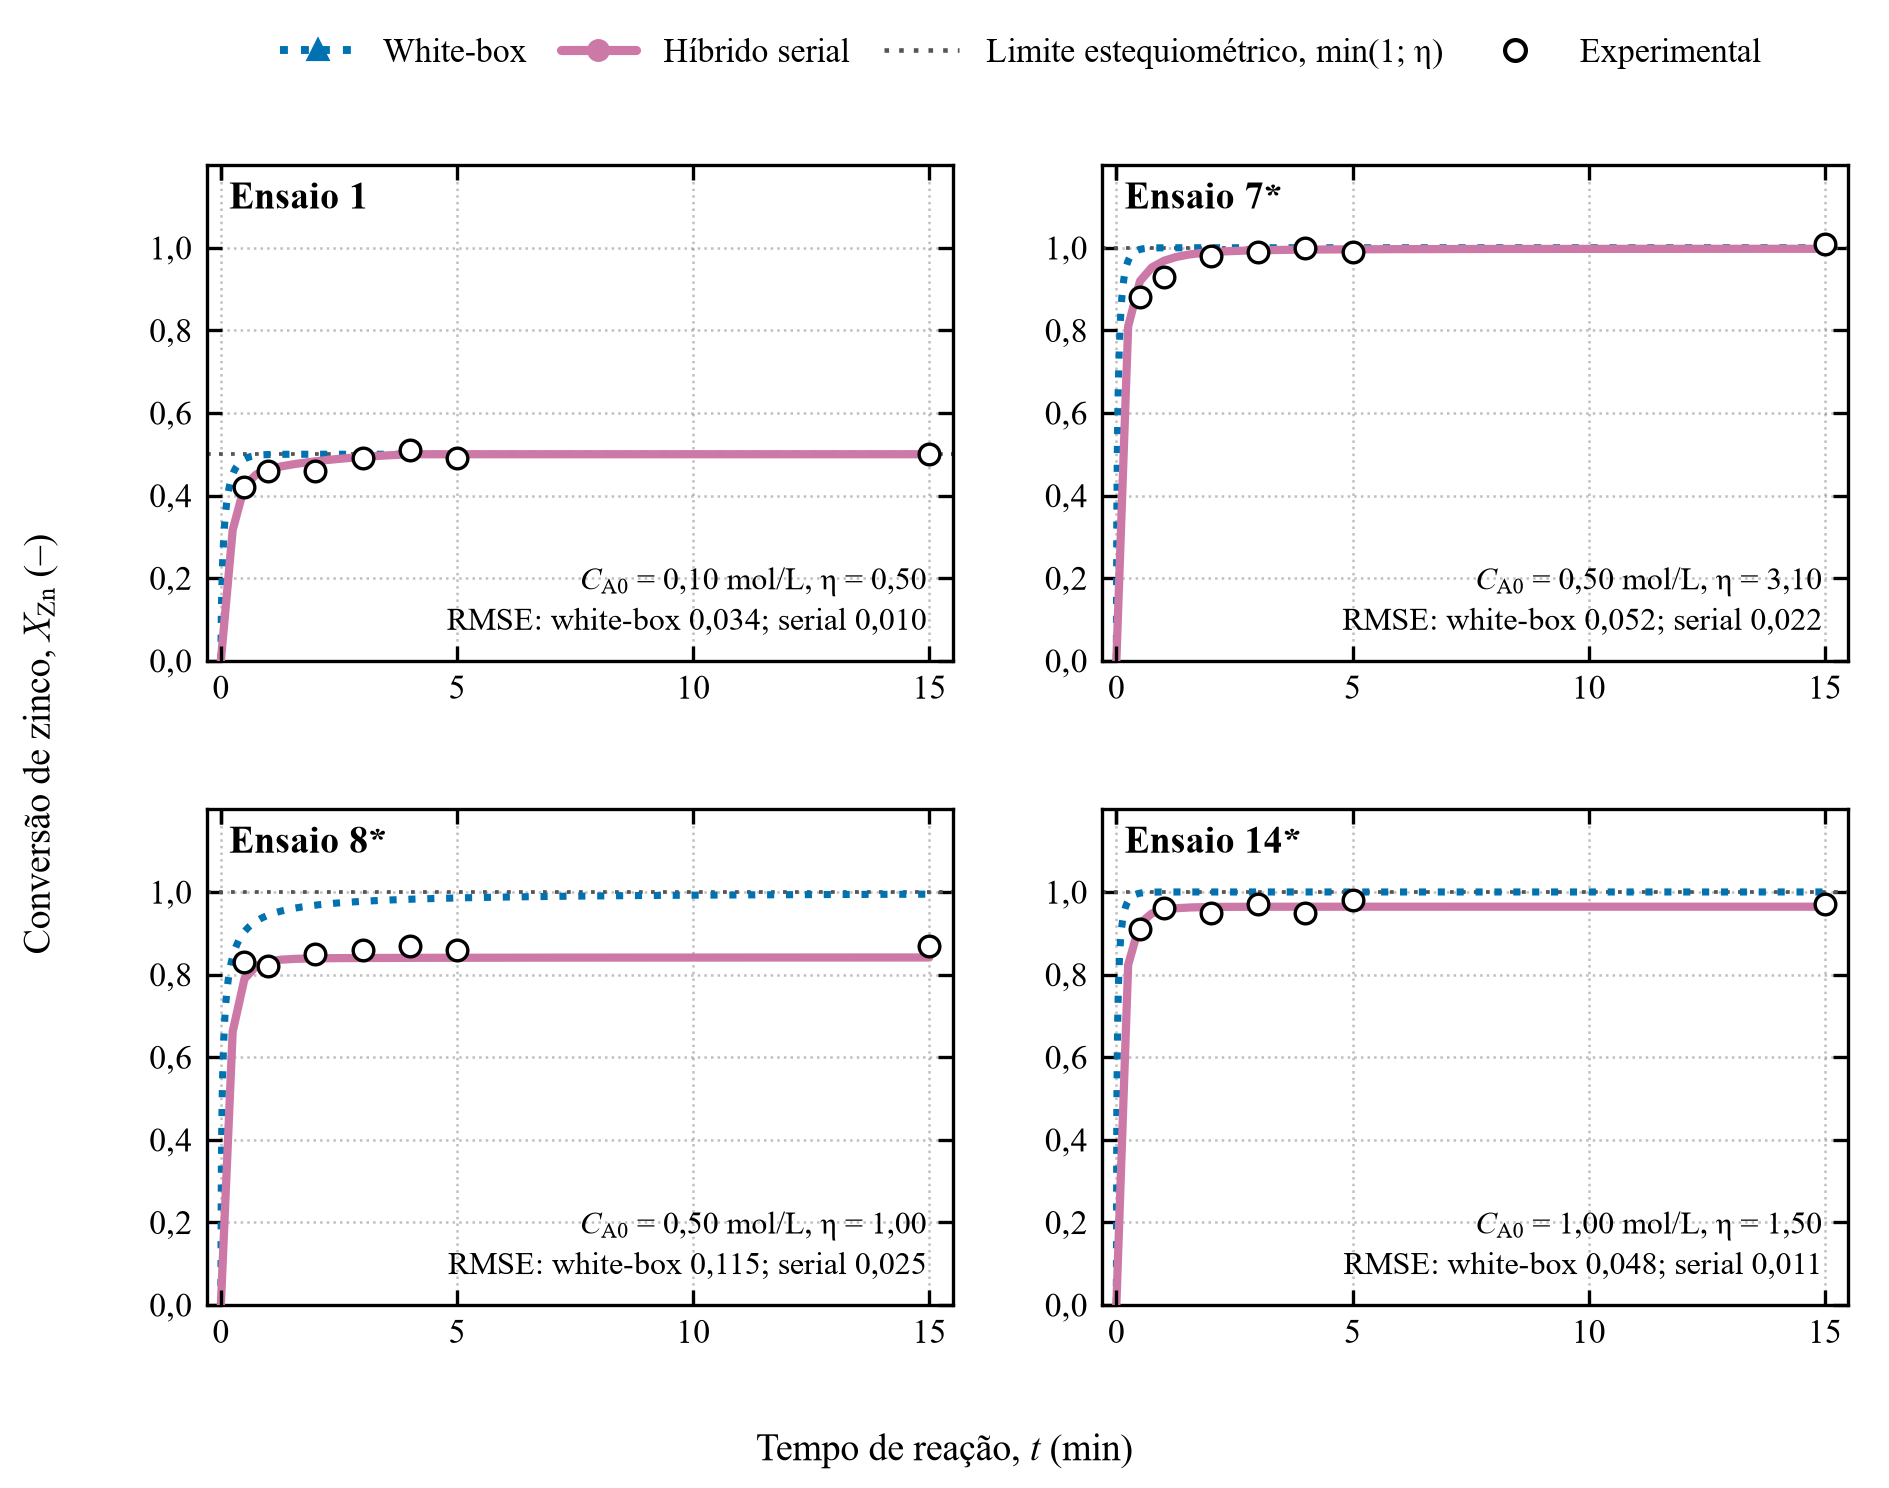 White-box Híbrido serial Limite estequiométrico, min(1; η) Experimental
Conversão de zinco, XZn (−)
Ensaio 1
1,0
0,8
0,6
0,4
0,2
0,0
CA0 = 0,10 mol/L, η = 0,50
RMSE: white-box 0,034; serial 0,010
0 5 10 15
Ensaio 7*
1,0
0,8
0,6
0,4
0,2
0,0
CA0 = 0,50 mol/L, η = 3,10
RMSE: white-box 0,052; serial 0,022
0 5 10 15
Ensaio 8*
1,0
0,8
0,6
0,4
0,2
0,0
CA0 = 0,50 mol/L, η = 1,00
RMSE: white-box 0,115; serial 0,025
0 5 10 15
Ensaio 14*
1,0
0,8
0,6
0,4
0,2
0,0
CA0 = 1,00 mol/L, η = 1,50
RMSE: white-box 0,048; serial 0,011
0 5 10 15
Tempo de reação, t (min)